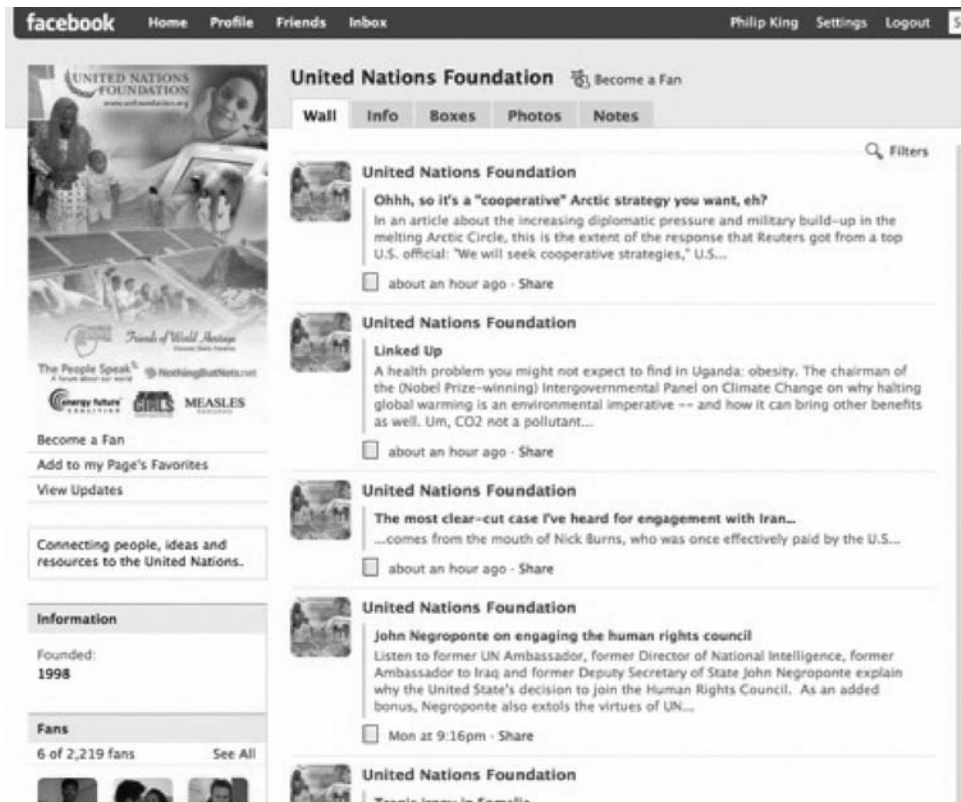 facebook Home Profile Friends Inbox Philip King Settings Logout S
UNITED NATIONS
FOUNDATION
www.unfoundation.org
Friends of World Heritage
The People Speak
A forum about our world
NothingButNets.net
energy future
COALITION
GIRLS
MEASLES
Become a Fan
Add to my Page's Favorites
View Updates
Connecting people, ideas and
resources to the United Nations.
Information
Founded:
1998
Fans
6 of 2,219 fans See All
United Nations Foundation Become a Fan
Wall Info Boxes Photos Notes
Filters
United Nations Foundation
Ohhh, so it's a "cooperative" Arctic strategy you want, eh?
In an article about the increasing diplomatic pressure and military build-up in the
melting Arctic Circle, this is the extent of the response that Reuters got from a top
U.S. official: "We will seek cooperative strategies," U.S...
about an hour ago · Share
United Nations Foundation
Linked Up
A health problem you might not expect to find in Uganda: obesity. The chairman of
the (Nobel Prize-winning) Intergovernmental Panel on Climate Change on why halting
global warming is an environmental imperative -- and how it can bring other benefits
as well. Um, CO2 not a pollutant...
about an hour ago · Share
United Nations Foundation
The most clear-cut case I've heard for engagement with Iran...
...comes from the mouth of Nick Burns, who was once effectively paid by the U.S...
about an hour ago · Share
United Nations Foundation
John Negroponte on engaging the human rights council
Listen to former UN Ambassador, former Director of National Intelligence, former
Ambassador to Iraq and former Deputy Secretary of State John Negroponte explain
why the United State's decision to join the Human Rights Council. As an added
bonus, Negroponte also extols the virtues of UN...
Mon at 9:16pm · Share
United Nations Foundation